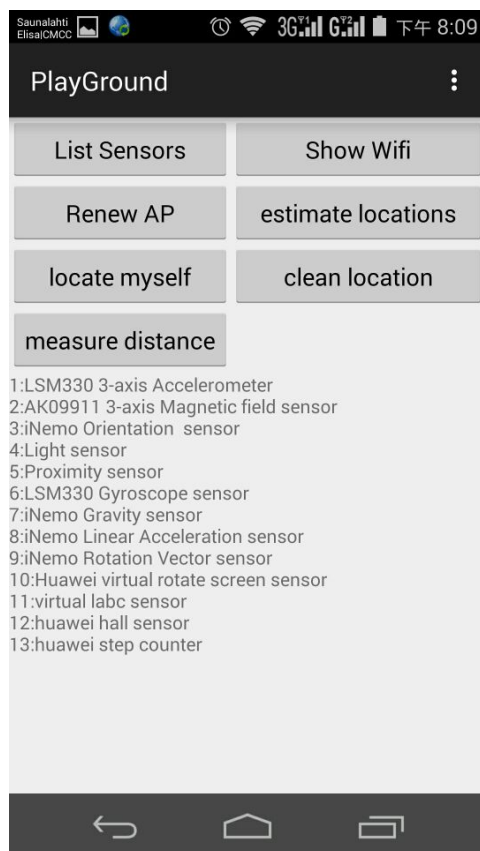 Saunalahti
Elisa|CMCC
3G G 下午 8:09
PlayGround
List Sensors
Show Wifi
Renew AP
estimate locations
locate myself
clean location
measure distance
1:LSM330 3-axis Accelerometer
2:AK09911 3-axis Magnetic field sensor
3:iNemo Orientation  sensor
4:Light sensor
5:Proximity sensor
6:LSM330 Gyroscope sensor
7:iNemo Gravity sensor
8:iNemo Linear Acceleration sensor
9:iNemo Rotation Vector sensor
10:Huawei virtual rotate screen sensor
11:virtual labc sensor
12:huawei hall sensor
13:huawei step counter